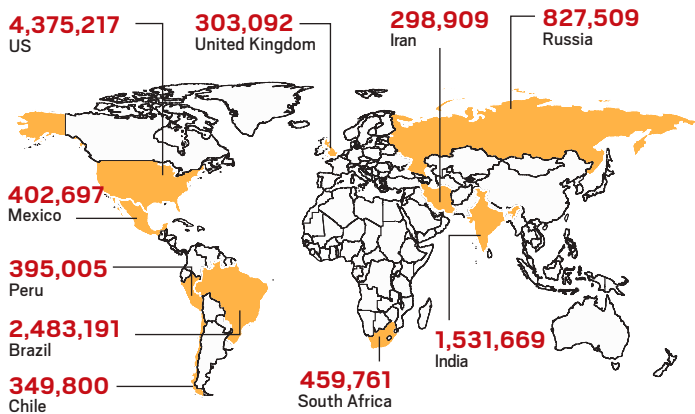 4,375,217
US
303,092
United Kingdom
298,909
Iran
827,509
Russia
402,697
Mexico
395,005
Peru
2,483,191
Brazil
349,800
Chile
459,761
South Africa
1,531,669
India